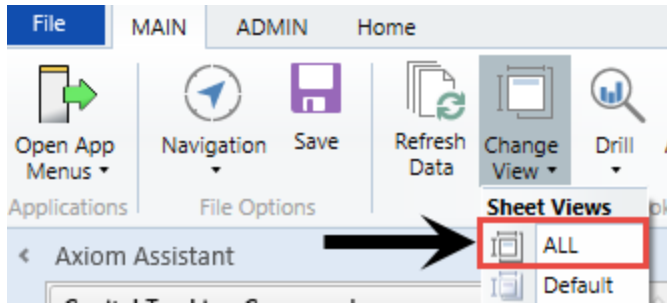 File MAIN ADMIN Home
Open App Menus
Navigation
Save
Refresh Data
Change View
Drill
Applications
File Options
Sheet Views
ALL
Default
Axiom Assistant